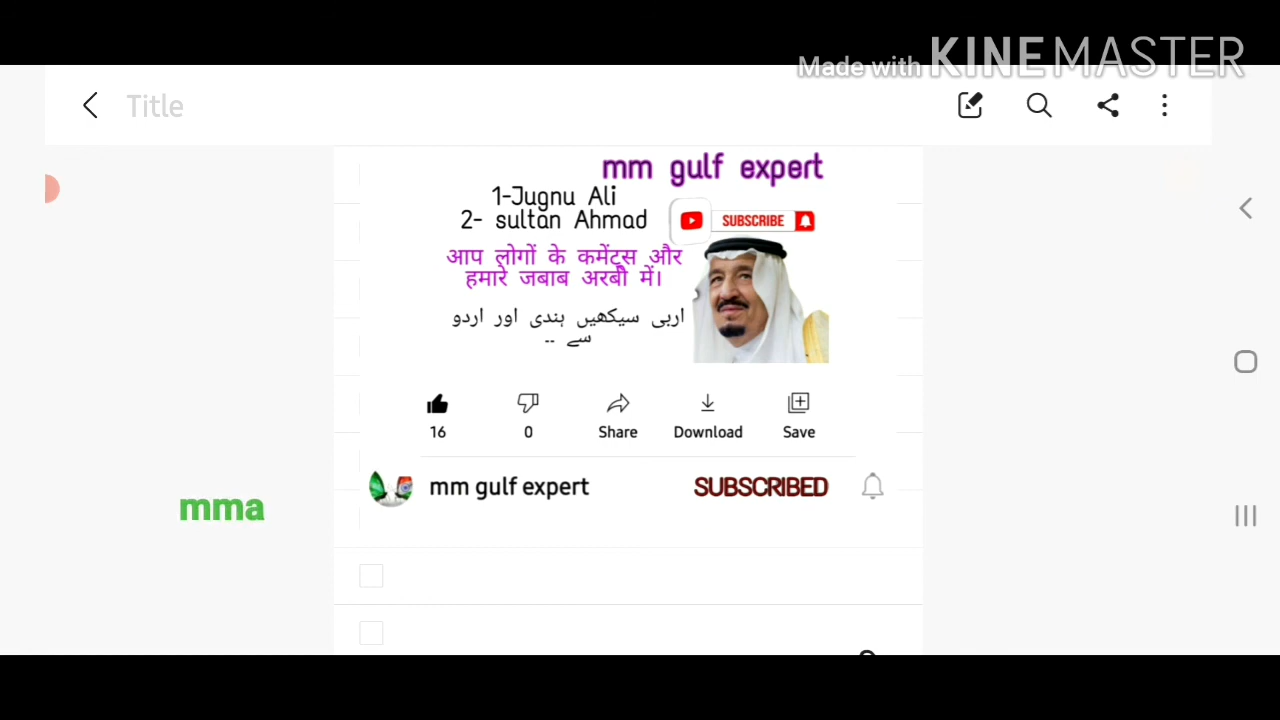 Made with KINEMASTER
Title
mm gulf expert
1-Jugnu Ali
2- sultan Ahmad
SUBSCRIBE
आप लोगों के कमेंट्स और
हमारे जबाब अरबी में।
اربی سیکھیں ہندی اور اردو
سے --
16
0
Share
Download
Save
mm gulf expert
SUBSCRIBED
mma